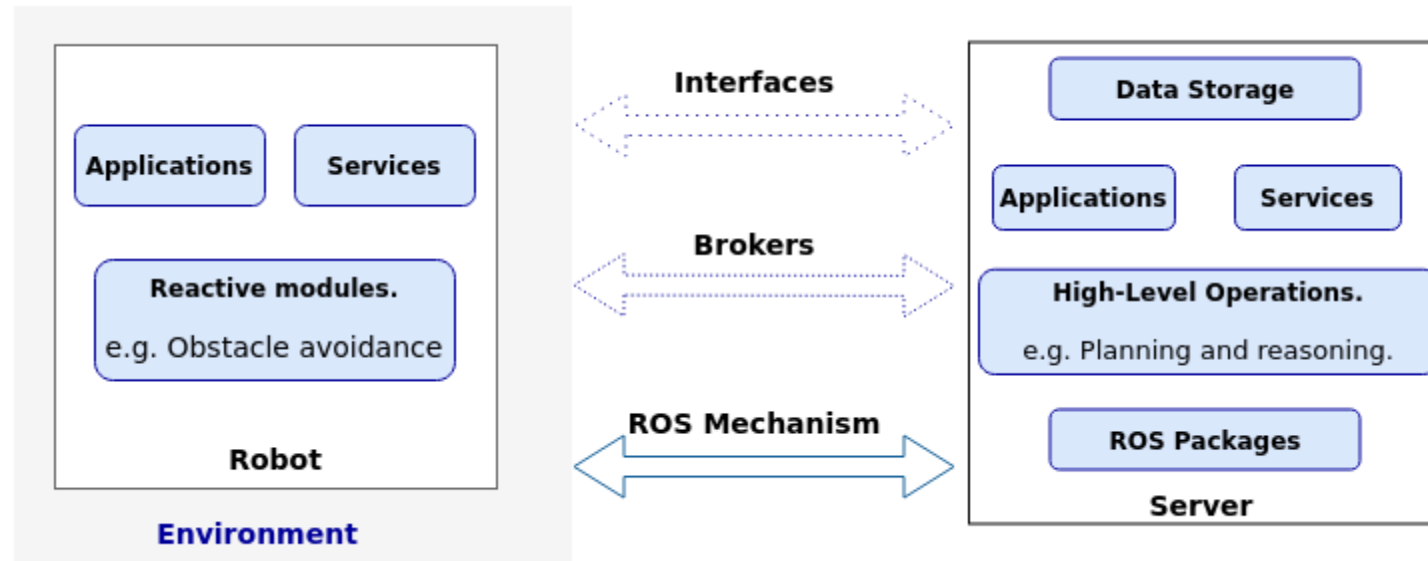 Applications
Services
Reactive modules.
e.g. Obstacle avoidance
Robot
Environment
Interfaces
Brokers
ROS Mechanism
Data Storage
Applications
Services
High-Level Operations.
e.g. Planning and reasoning.
ROS Packages
Server